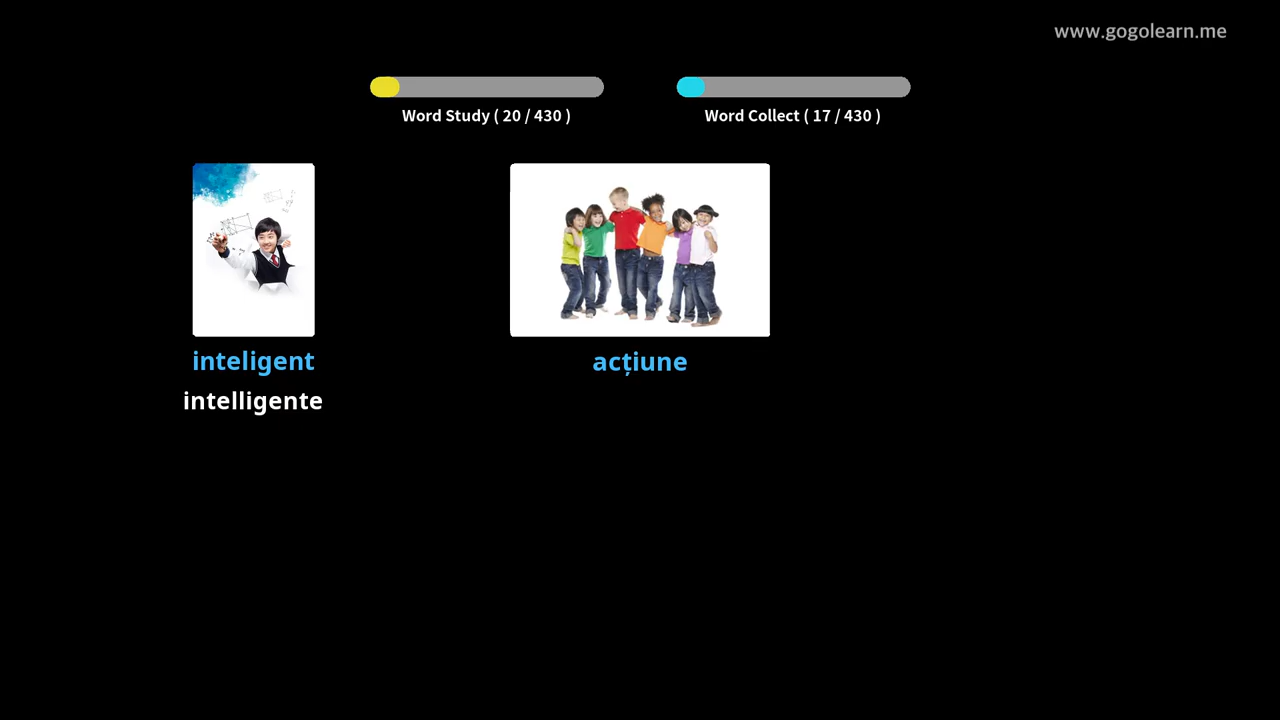 www.gogolearn.me
Word Study ( 20 / 430 )
Word Collect ( 17 / 430 )
inteligent
acțiune
intelligente